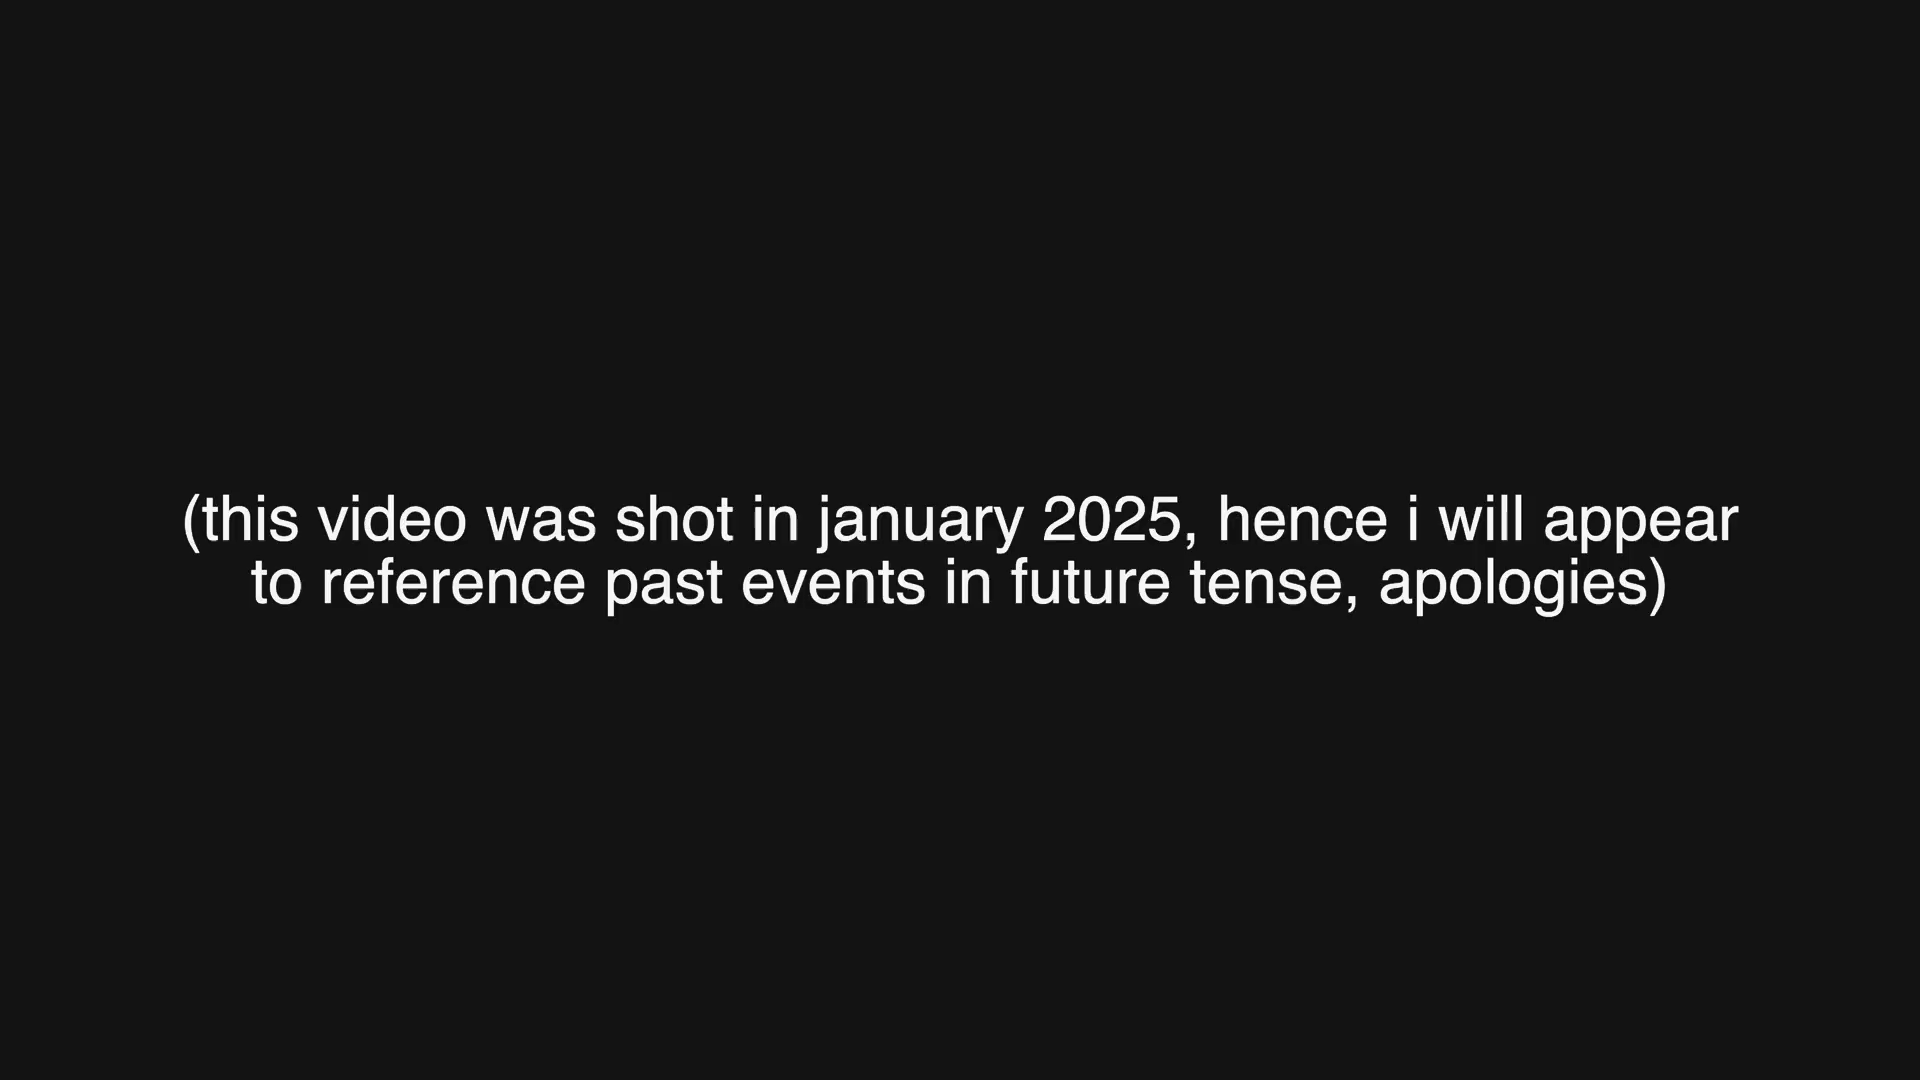 (this video was shot in january 2025, hence i will appear
to reference past events in future tense, apologies)